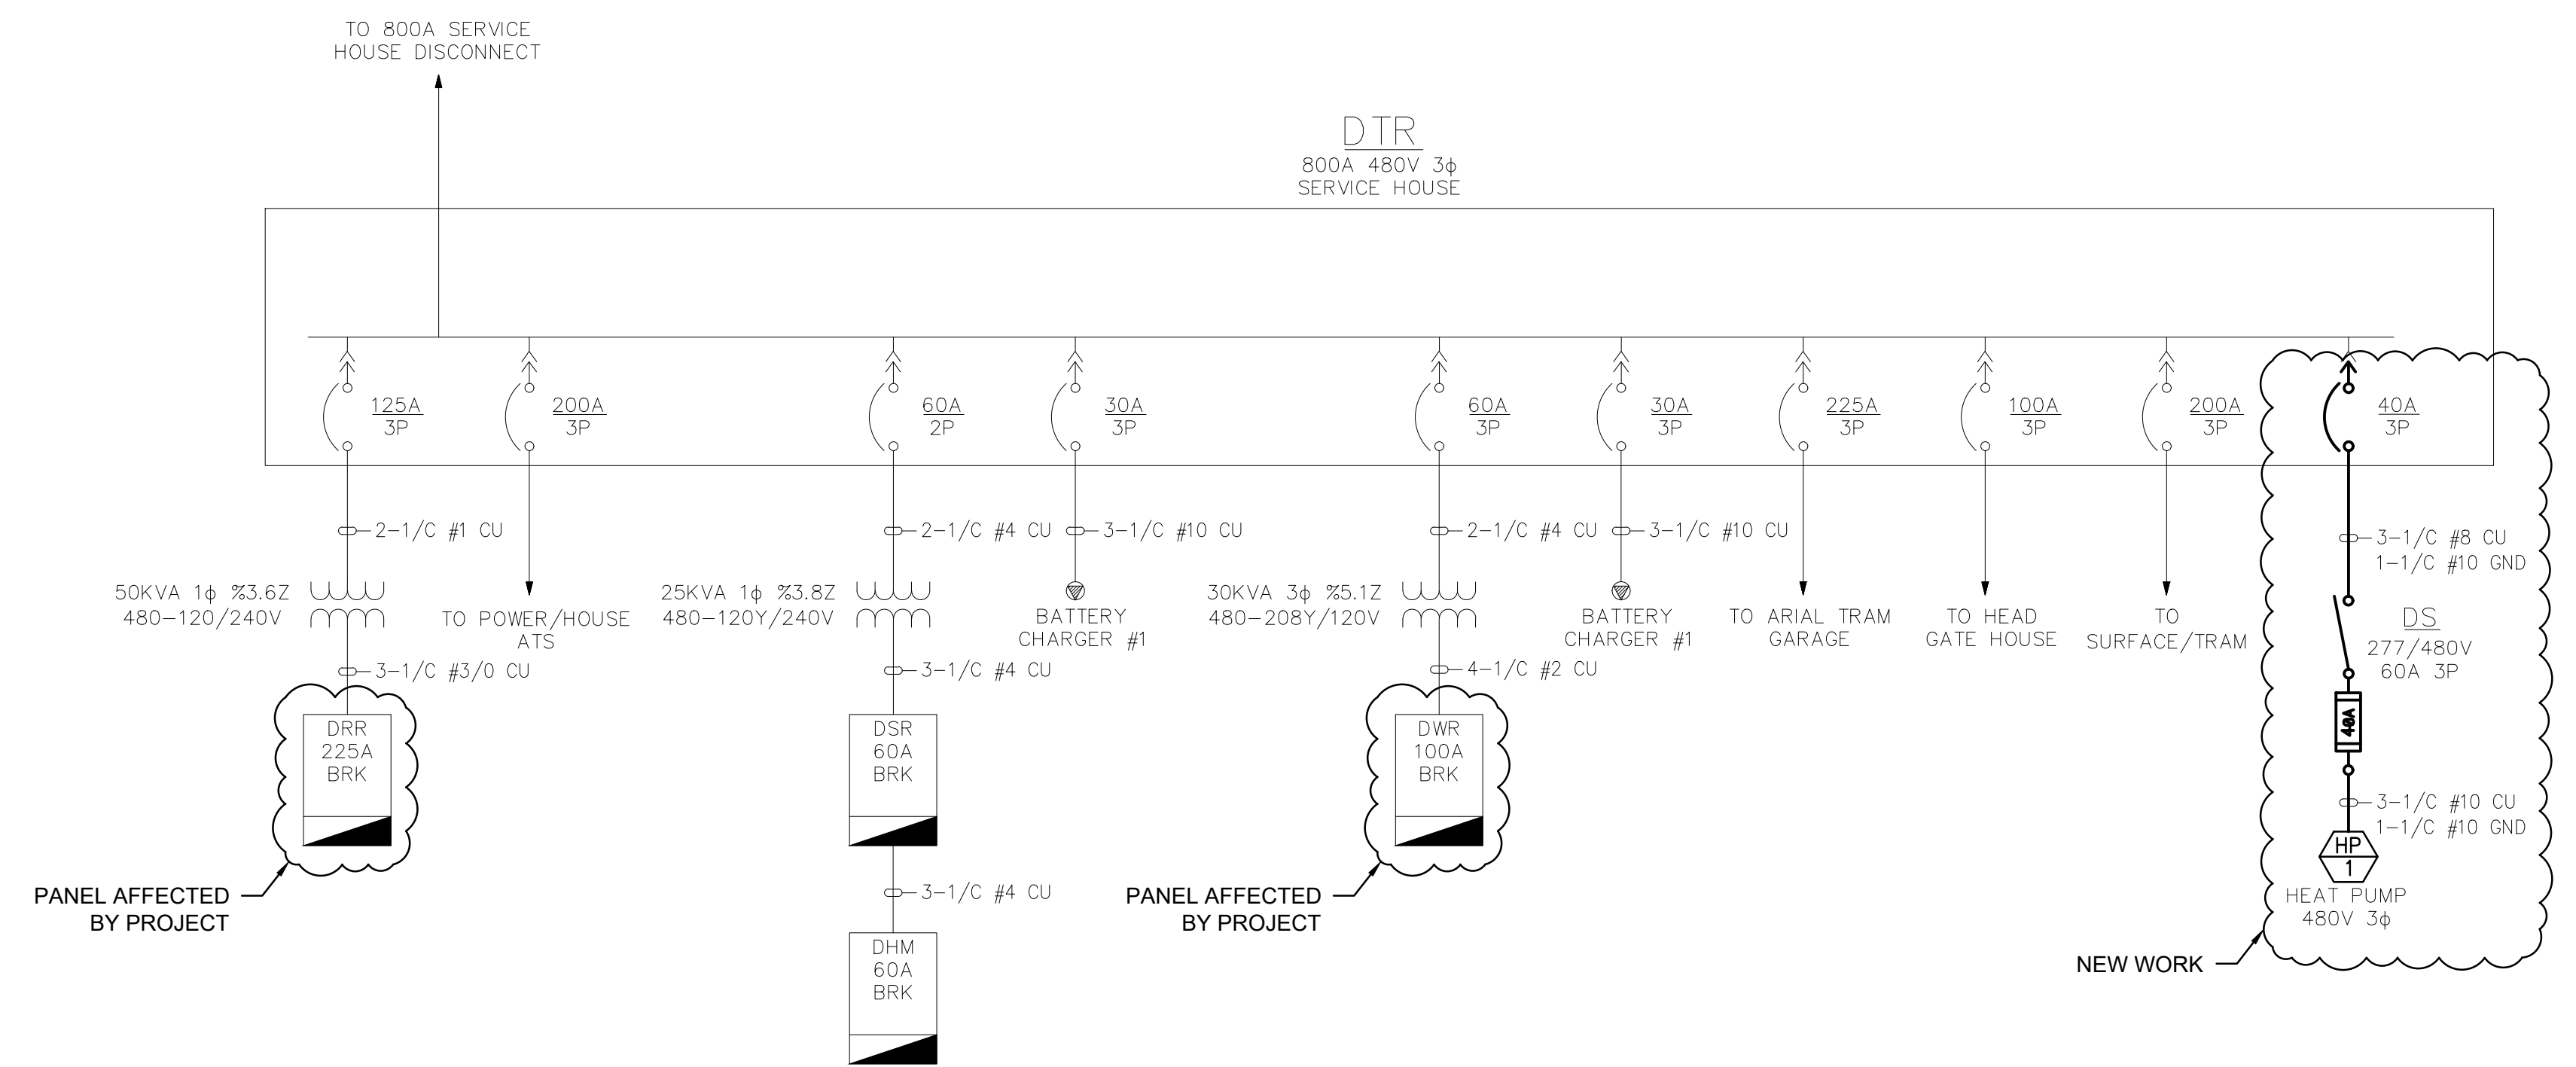 TO 800A SERVICE
HOUSE DISCONNECT
DTR
800A 480V 3ϕ
SERVICE HOUSE
125A
3P
200A
3P
60A
2P
30A
3P
60A
3P
30A
3P
225A
3P
100A
3P
200A
3P
40A
3P
2-1/C #1 CU
2-1/C #4 CU
3-1/C #10 CU
2-1/C #4 CU
3-1/C #10 CU
3-1/C #8 CU
1-1/C #10 GND
50KVA 1ϕ %3.6Z
480-120/240V
TO POWER/HOUSE
ATS
25KVA 1ϕ %3.8Z
480-120Y/240V
BATTERY
CHARGER #1
30KVA 3ϕ %5.1Z
480-208Y/120V
BATTERY
CHARGER #1
TO ARIAL TRAM
GARAGE
TO HEAD
GATE HOUSE
TO
SURFACE/TRAM
DS
277/480V
60A 3P
3-1/C #3/0 CU
3-1/C #4 CU
4-1/C #2 CU
40A
DRR
225A
BRK
DSR
60A
BRK
DWR
100A
BRK
3-1/C #10 CU
1-1/C #10 GND
HP
1
HEAT PUMP
480V 3ϕ
PANEL AFFECTED
BY PROJECT
3-1/C #4 CU
PANEL AFFECTED
BY PROJECT
DHM
60A
BRK
NEW WORK